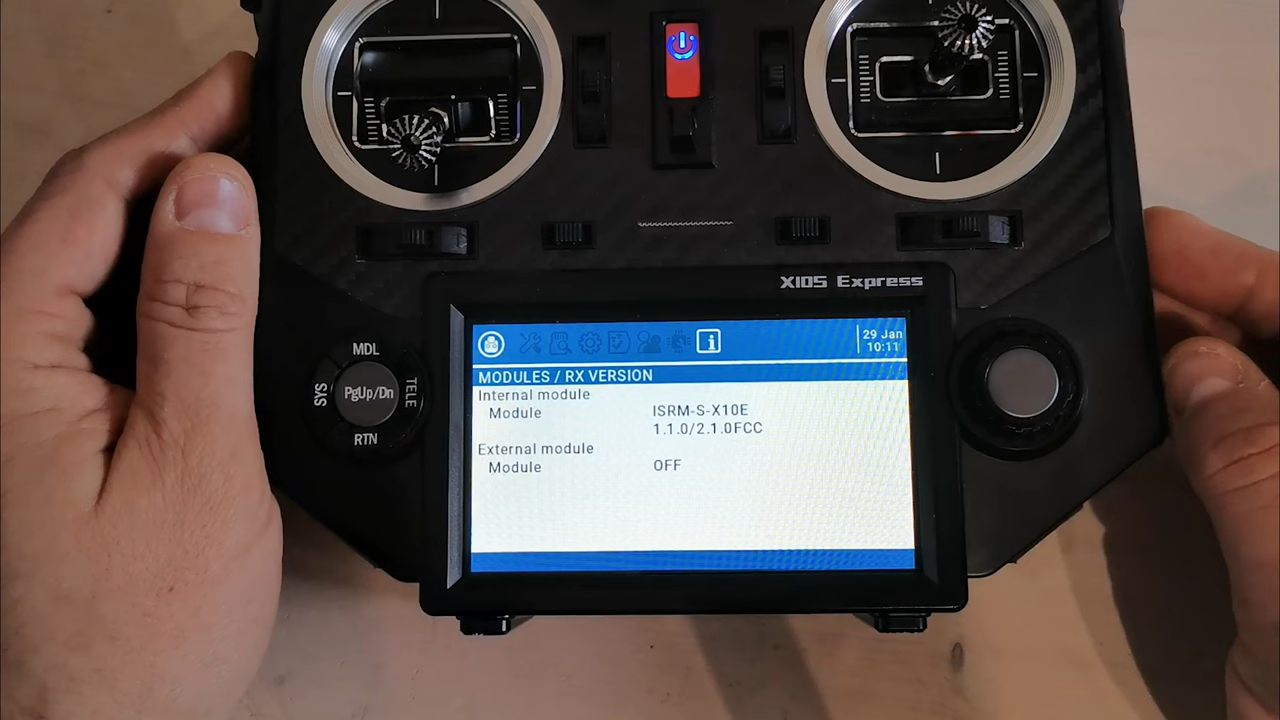 X10S Express
29 Jan
10:11
MODULES / RX VERSION
Internal module
Module ISRM-S-X10E
1.1.0/2.1.0FCC
External module
Module OFF
MDL
SYS
PgUp/Dn
TELE
RTN